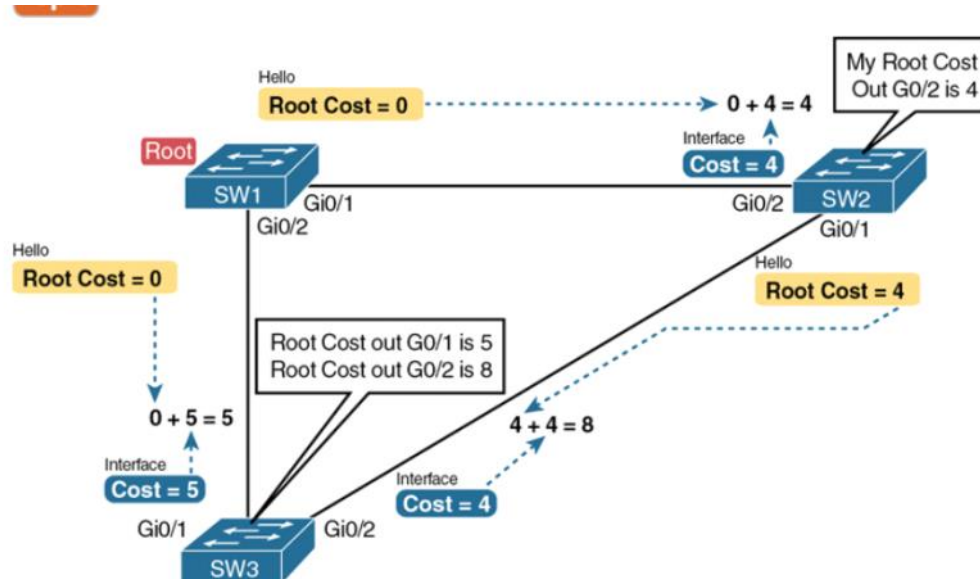 My Root Cost
Out G0/2 is 4
Hello
Root Cost = 0
0 + 4 = 4
Interface
Cost = 4
Root
SW1
Gi0/1
Gi0/2
Gi0/2
SW2
Gi0/1
Hello
Root Cost = 0
Hello
Root Cost = 4
Root Cost out G0/1 is 5
Root Cost out G0/2 is 8
0 + 5 = 5
4 + 4 = 8
Interface
Cost = 5
Interface
Cost = 4
Gi0/1
Gi0/2
SW3